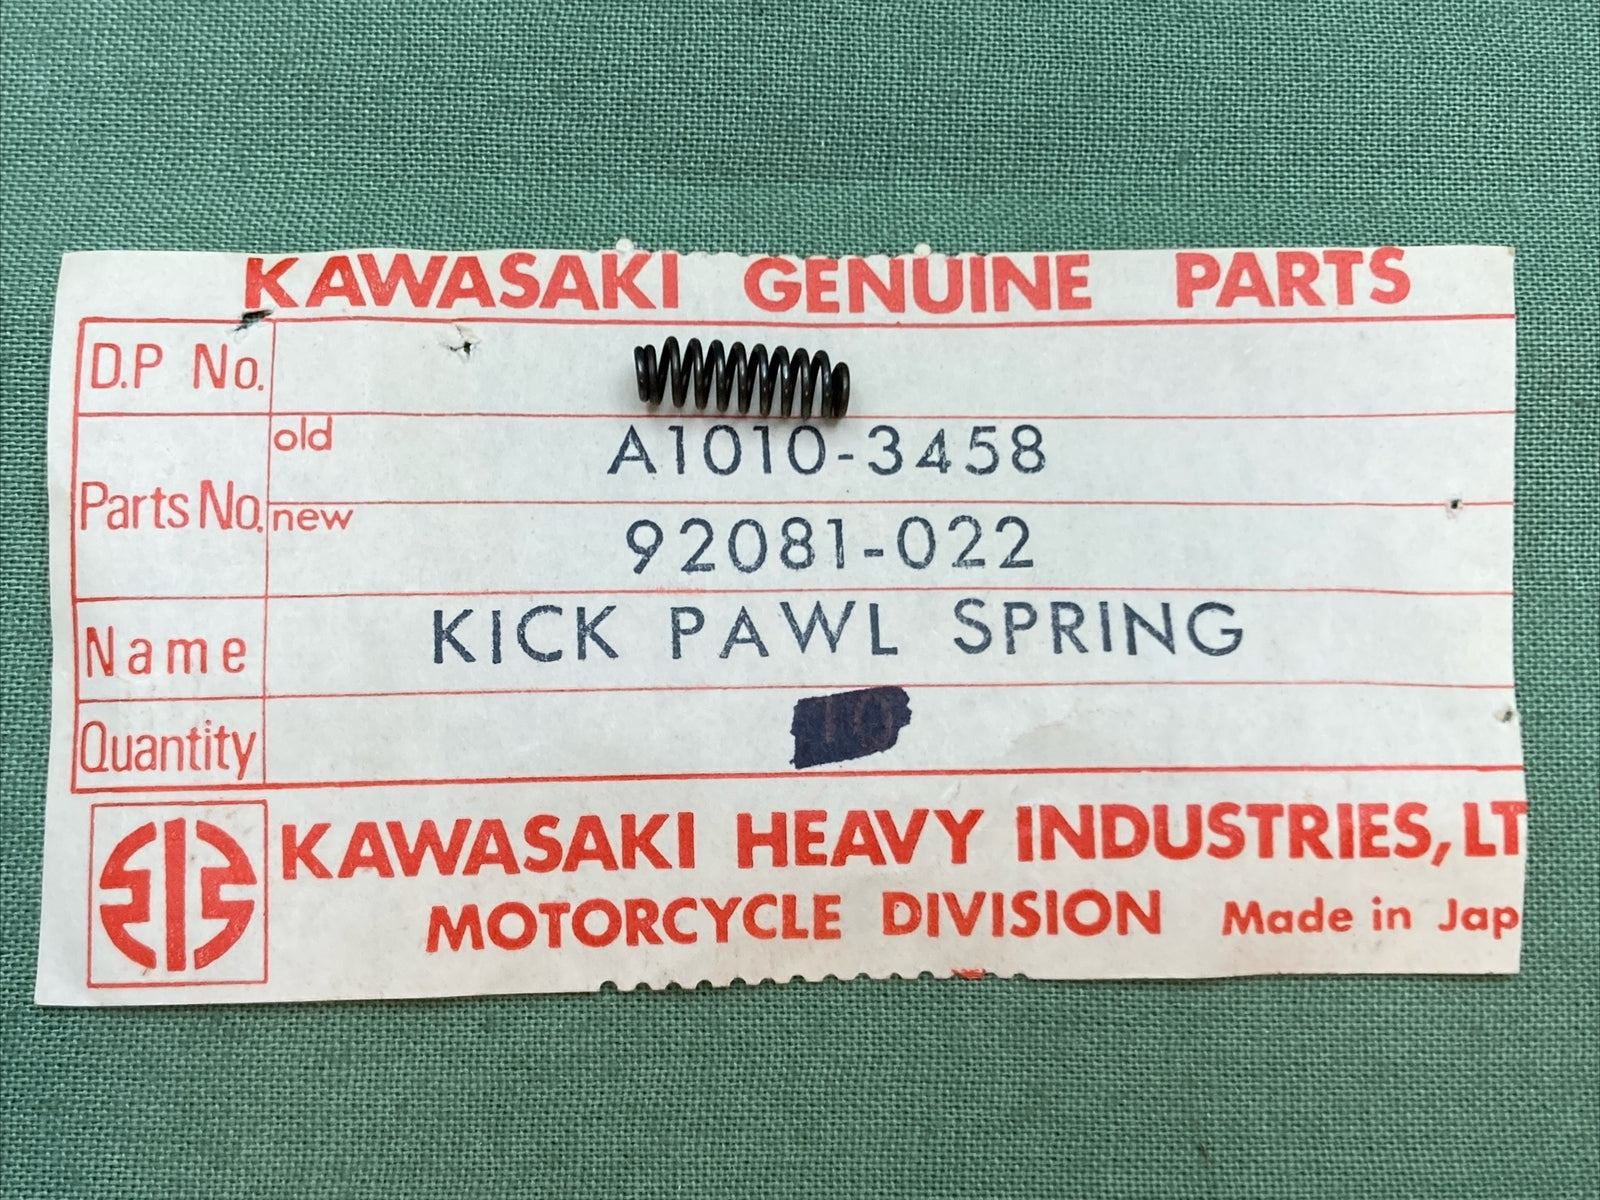 KAWASAKI GENUINE PARTS
D.P No.
Parts No. old A1010-3458
new 92081-022
Name KICK PAWL SPRING
Quantity
KAWASAKI HEAVY INDUSTRIES, LT
MOTORCYCLE DIVISION Made in Jap